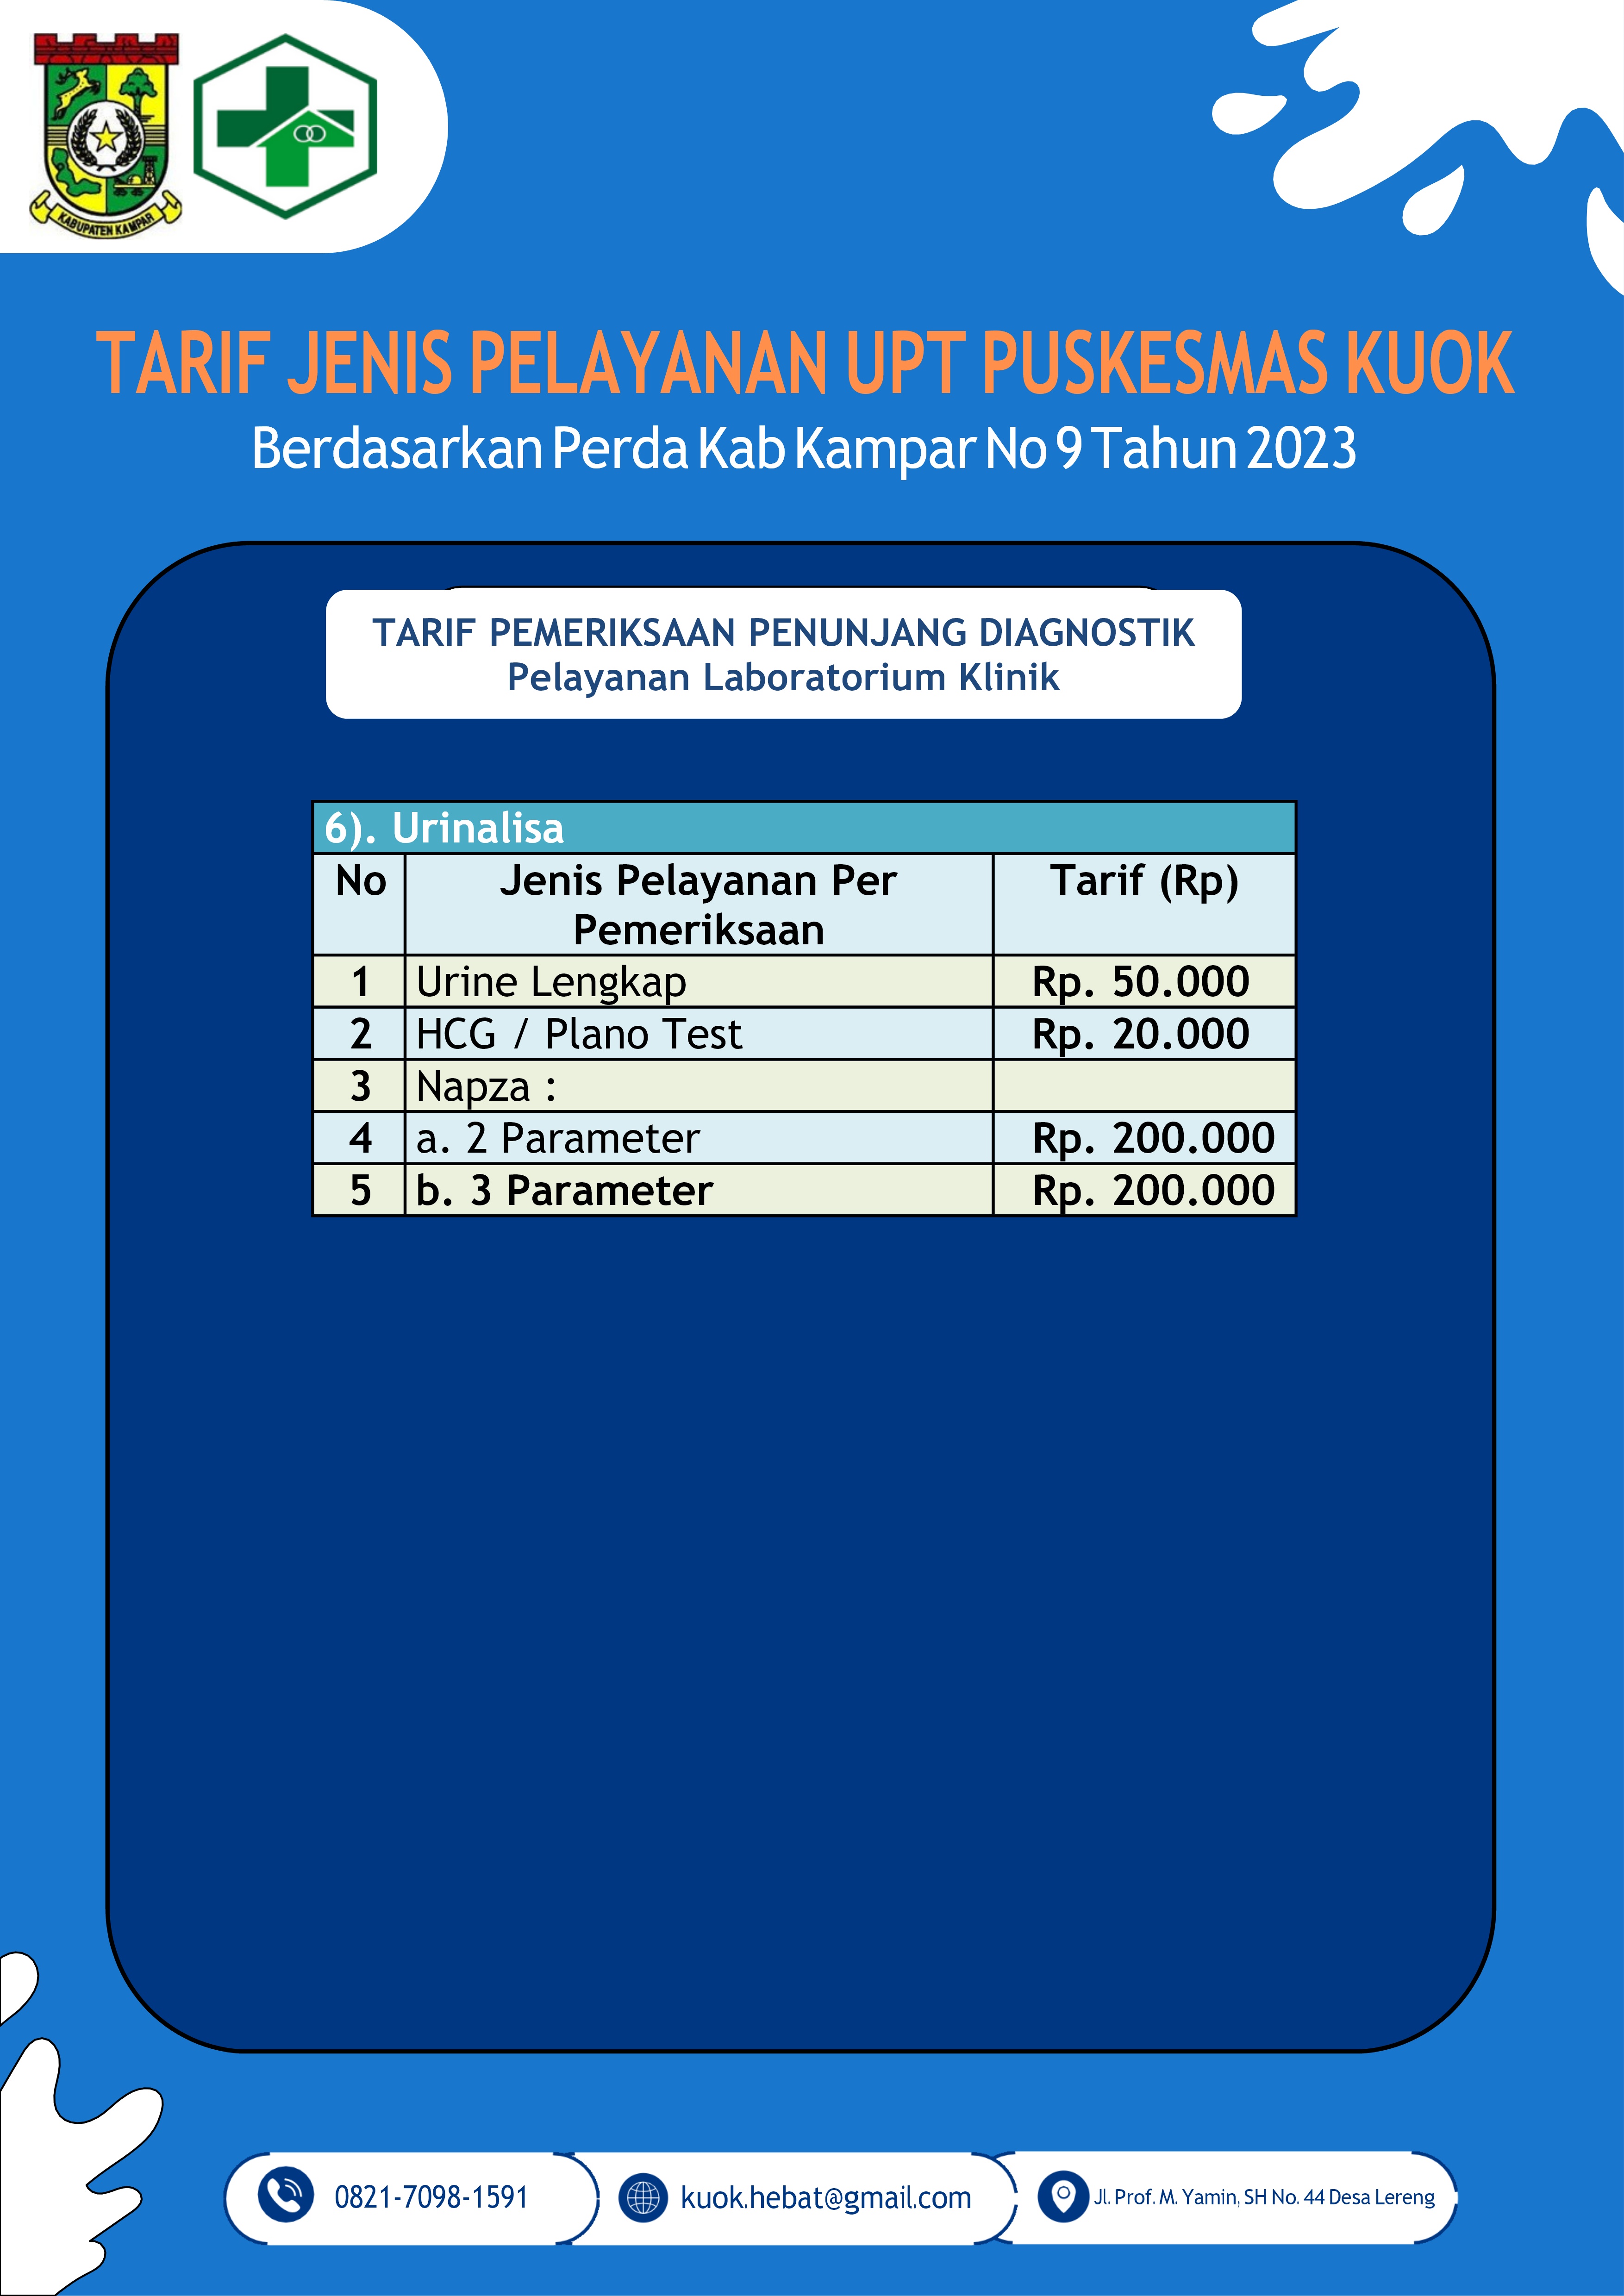 KABUPATEN KAMPAR
TARIF JENIS PELAYANAN UPT PUSKESMAS KUOK
Berdasarkan Perda Kab Kampar No 9 Tahun 2023
TARIF PEMERIKSAAN PENUNJANG DIAGNOSTIK
Pelayanan Laboratorium Klinik
6). Urinalisa
No Jenis Pelayanan Per Pemeriksaan Tarif (Rp)
1 Urine Lengkap Rp. 50.000
2 HCG / Plano Test Rp. 20.000
3 Napza :
4 a. 2 Parameter Rp. 200.000
5 b. 3 Parameter Rp. 200.000
0821-7098-1591 kuok.hebat@gmail.com Jl. Prof. M. Yamin, SH No. 44 Desa Lereng